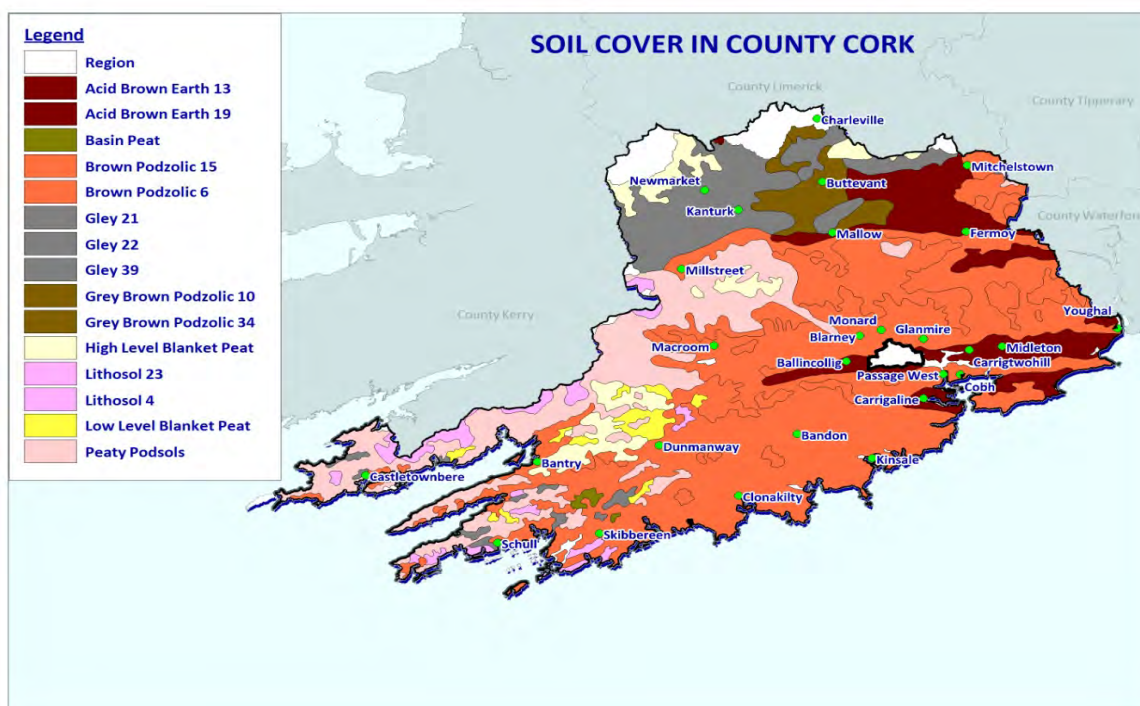 SOIL COVER IN COUNTY CORK
Legend
Region
Acid Brown Earth 13
Acid Brown Earth 19
Basin Peat
Brown Podzolic 15
Brown Podzolic 6
Gley 21
Gley 22
Gley 39
Grey Brown Podzolic 10
Grey Brown Podzolic 34
High Level Blanket Peat
Lithosol 23
Lithosol 4
Low Level Blanket Peat
Peaty Podsols
County Limerick
County Tipperary
Charleville
Mitchelstown
Newmarket
Buttevant
Kanturk
County Waterfor
Mallow
Fermoy
Millstreet
County Kerry
Youghal
Monard
Glanmire
Blarney
Macroom
Midleton
Ballincollig
Carrigtwohill
Passage West
Cobh
Carrigaline
Bandon
Dunmanway
Kinsale
Bantry
Castletownbere
Clonakilty
Skibbereen
Schull